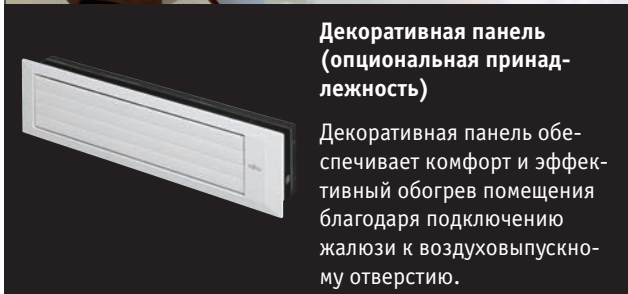 Декоративная панель
(опциональная принад-
лежность)
Декоративная панель обе-
спечивает комфорт и эффек-
тивный обогрев помещения
благодаря подключению
жалюзи к воздуховыпускно-
му отверстию.